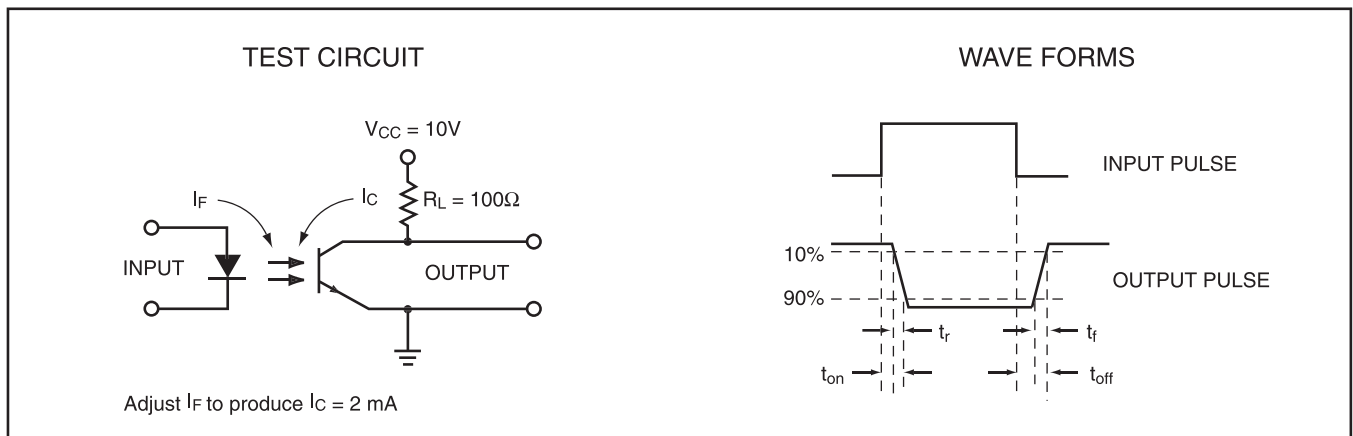 TEST CIRCUIT
VCC = 10V
IF
IC
RL = 100Ω
INPUT
OUTPUT
Adjust IF to produce IC = 2 mA
WAVE FORMS
INPUT PULSE
10%
90%
OUTPUT PULSE
tr
tf
ton
toff